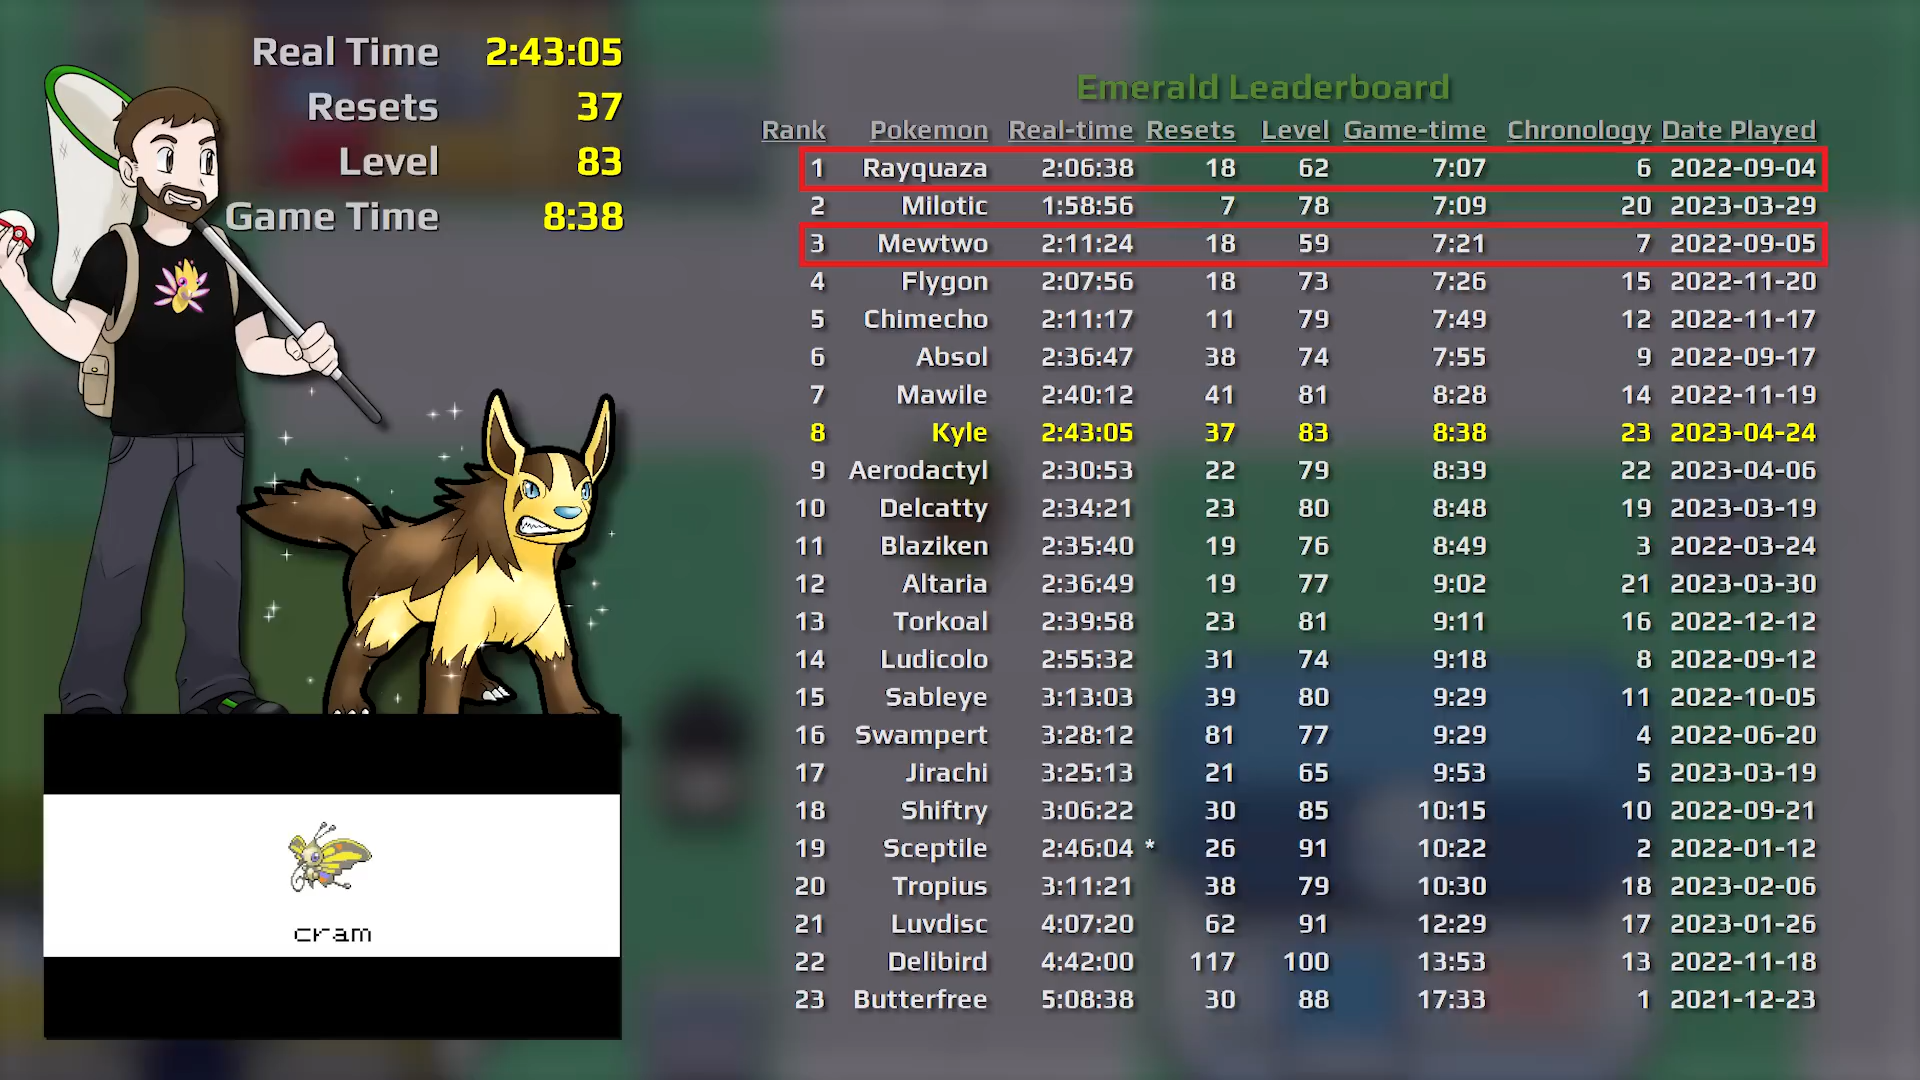 Real Time 2:43:05
Resets 37
Level 83
Game Time 8:38
Emerald Leaderboard
Rank Pokemon Real-time Resets Level Game-time Chronology Date Played
1 Rayquaza 2:06:38 18 62 7:07 6 2022-09-04
2 Milotic 1:58:56 7 78 7:09 20 2023-03-29
3 Mewtwo 2:11:24 18 59 7:21 7 2022-09-05
4 Flygon 2:07:56 18 73 7:26 15 2022-11-20
5 Chimecho 2:11:17 11 79 7:49 12 2022-11-17
6 Absol 2:36:47 38 74 7:55 9 2022-09-17
7 Mawile 2:40:12 41 81 8:28 14 2022-11-19
8 Kyle 2:43:05 37 83 8:38 23 2023-04-24
9 Aerodactyl 2:30:53 22 79 8:39 22 2023-04-06
10 Delcatty 2:34:21 23 80 8:48 19 2023-03-19
11 Blaziken 2:35:40 19 76 8:49 3 2022-03-24
12 Altaria 2:36:49 19 77 9:02 21 2023-03-30
13 Torkoal 2:39:58 23 81 9:11 16 2022-12-12
14 Ludicolo 2:55:32 31 74 9:18 8 2022-09-12
15 Sableye 3:13:03 39 80 9:29 11 2022-10-05
16 Swampert 3:28:12 81 77 9:29 4 2022-06-20
17 Jirachi 3:25:13 21 65 9:53 5 2023-03-19
18 Shiftry 3:06:22 30 85 10:15 10 2022-09-21
19 Sceptile 2:46:04 * 26 91 10:22 2 2022-01-12
20 Tropius 3:11:21 38 79 10:30 18 2023-02-06
21 Luvdisc 4:07:20 62 91 12:29 17 2023-01-26
22 Delibird 4:42:00 117 100 13:53 13 2022-11-18
23 Butterfree 5:08:38 30 88 17:33 1 2021-12-23
cram